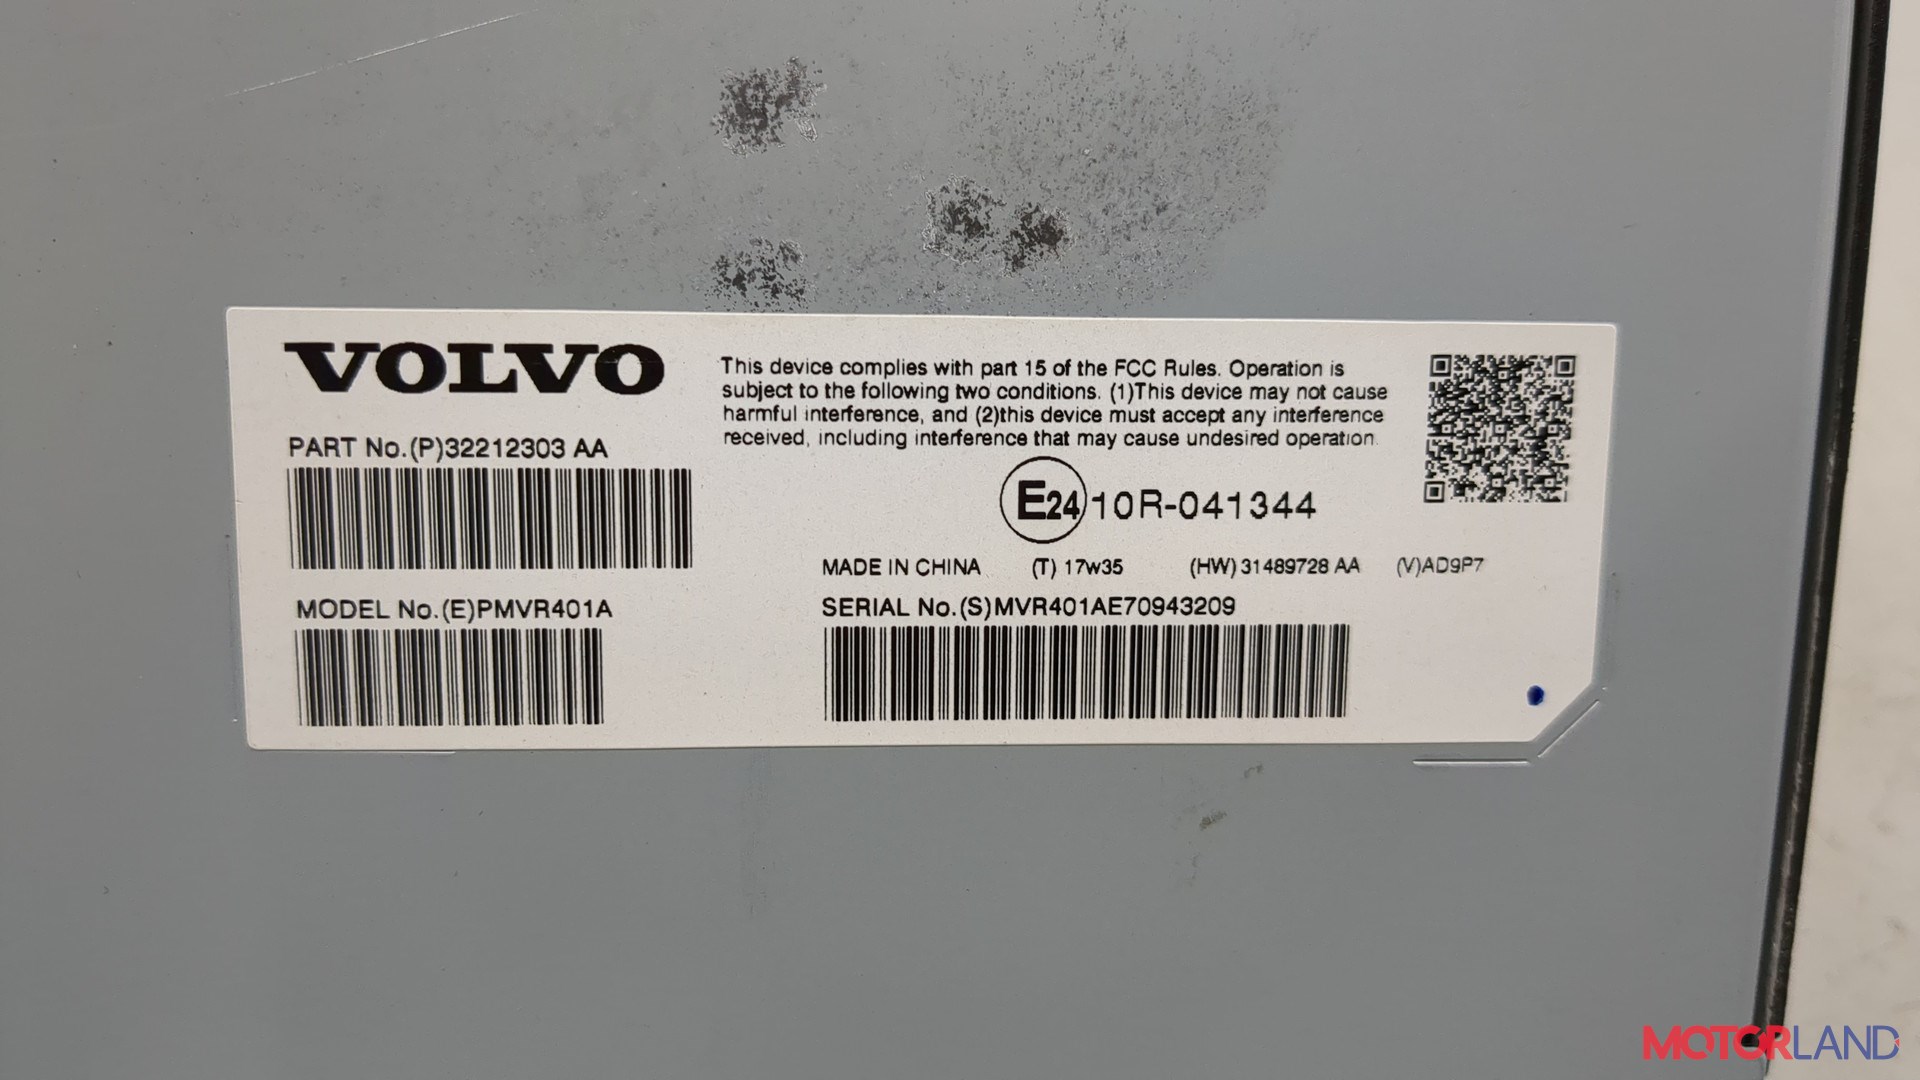 VOLVO
This device complies with part 15 of the FCC Rules. Operation is
subject to the following two conditions. (1)This device may not cause
harmful interference, and (2)this device must accept any interference
received, including interference that may cause undesired operation.
PART No.(P)32212303 AA
E24 10R-041344
MADE IN CHINA (T) 17w35 (HW) 31489728 AA (V)AD9P7
MODEL No.(E)PMVR401A
SERIAL No.(S)MVR401AE70943209
MOTORLAND